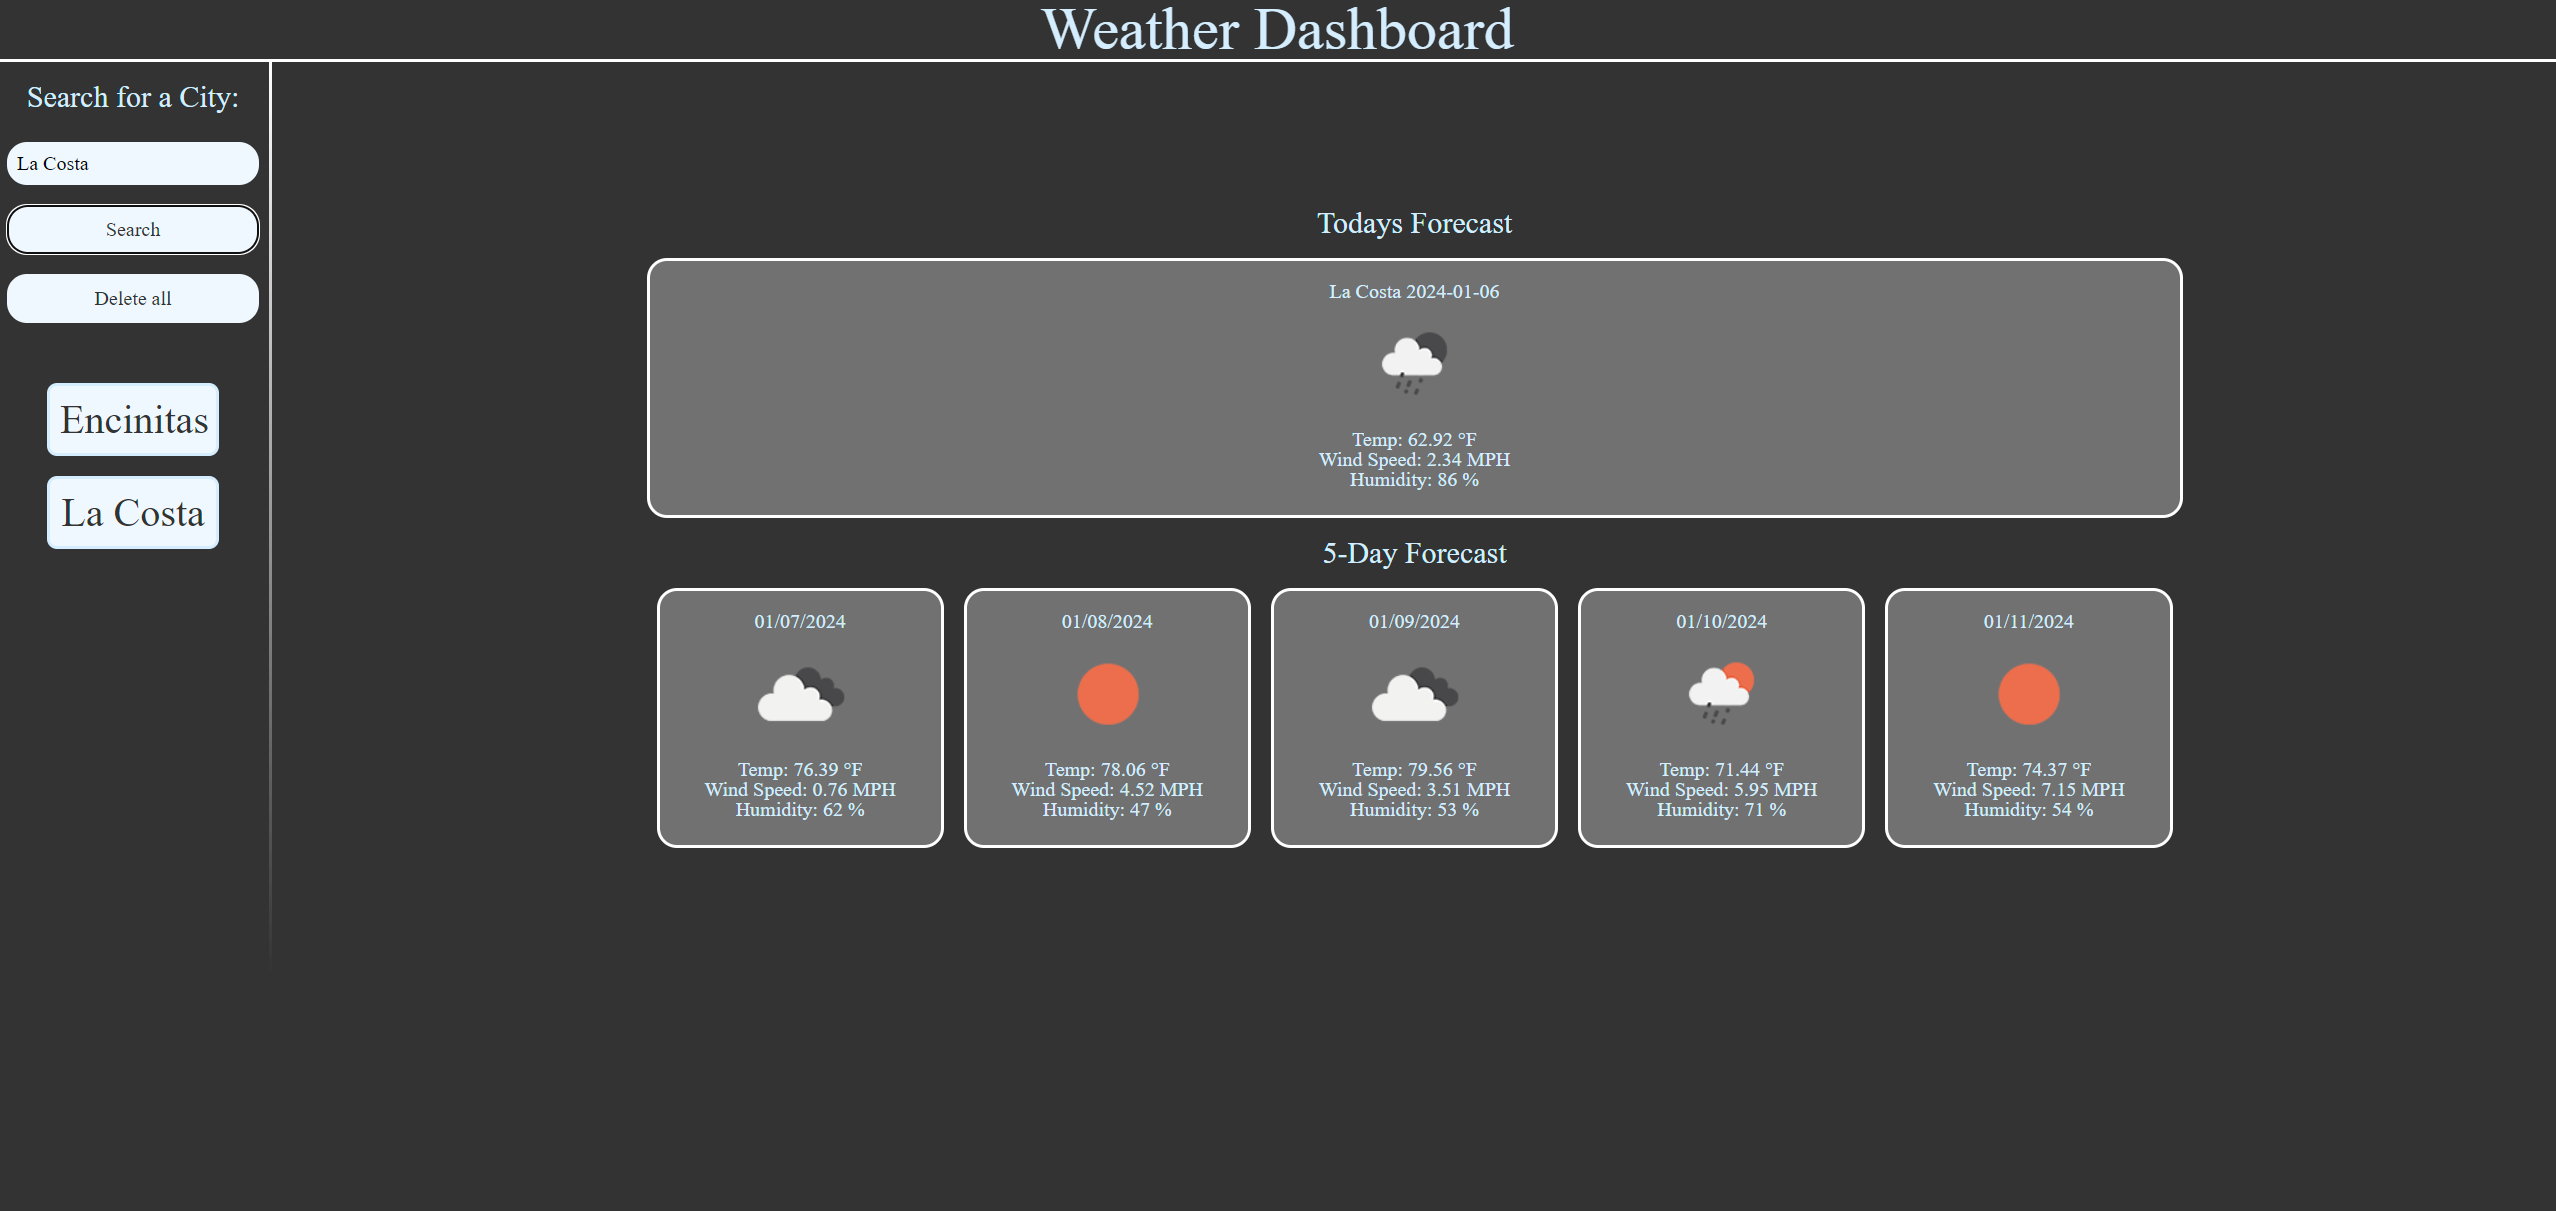 Weather Dashboard
Search for a City:
La Costa
Search
Delete all
Encinitas
La Costa
Todays Forecast
La Costa 2024-01-06
Temp: 62.92 °F
Wind Speed: 2.34 MPH
Humidity: 86 %
5-Day Forecast
01/07/2024
Temp: 76.39 °F
Wind Speed: 0.76 MPH
Humidity: 62 %
01/08/2024
Temp: 78.06 °F
Wind Speed: 4.52 MPH
Humidity: 47 %
01/09/2024
Temp: 79.56 °F
Wind Speed: 3.51 MPH
Humidity: 53 %
01/10/2024
Temp: 71.44 °F
Wind Speed: 5.95 MPH
Humidity: 71 %
01/11/2024
Temp: 74.37 °F
Wind Speed: 7.15 MPH
Humidity: 54 %